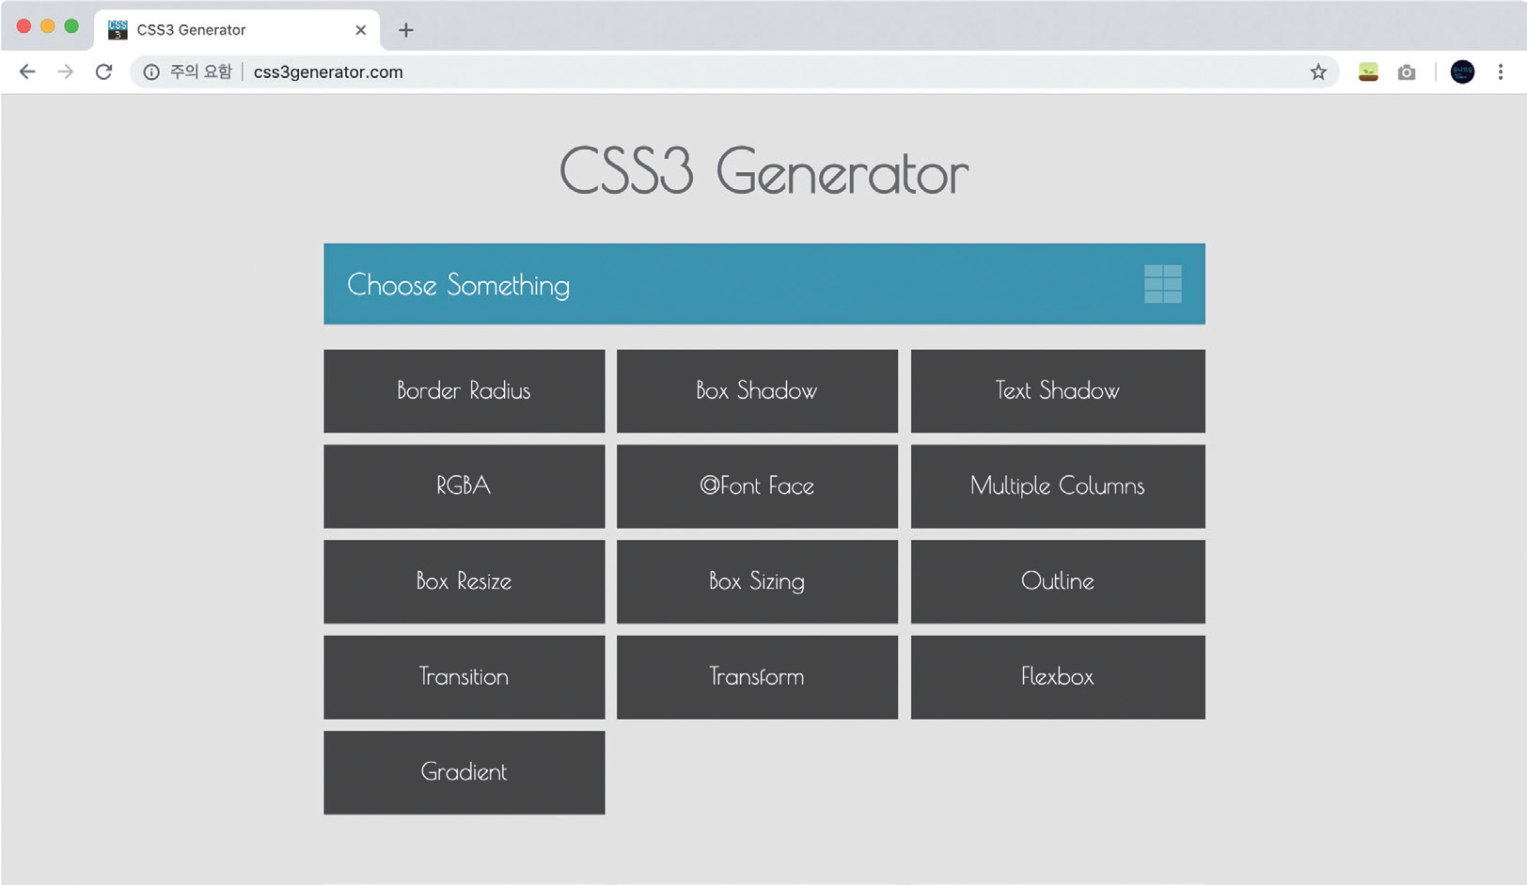 CSS3 Generator
주의 요함 | css3generator.com
CSS3 Generator
Choose Something
Border Radius
Box Shadow
Text Shadow
RGBA
@Font Face
Multiple Columns
Box Resize
Box Sizing
Outline
Transition
Transform
Flexbox
Gradient